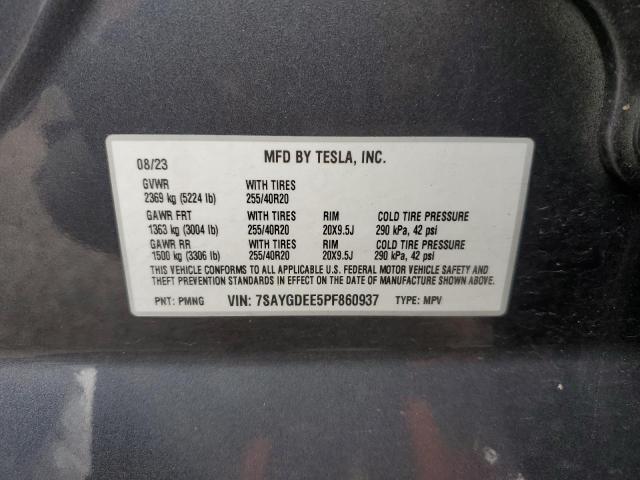 08/23 MFD BY TESLA, INC.
GVWR WITH TIRES
2369 kg (5224 lb) 255/40R20
GAWR FRT WITH TIRES RIM COLD TIRE PRESSURE
1363 kg (3004 lb) 255/40R20 20X9.5J 290 kPa, 42 psi
GAWR RR WITH TIRES RIM COLD TIRE PRESSURE
1500 kg (3306 lb) 255/40R20 20X9.5J 290 kPa, 42 psi
THIS VEHICLE CONFORMS TO ALL APPLICABLE U.S. FEDERAL MOTOR VEHICLE SAFETY AND
THEFT PREVENTION STANDARDS IN EFFECT ON THE DATE OF MANUFACTURE SHOWN ABOVE.
PNT: PMNG VIN: 7SAYGDEE5PF860937 TYPE: MPV